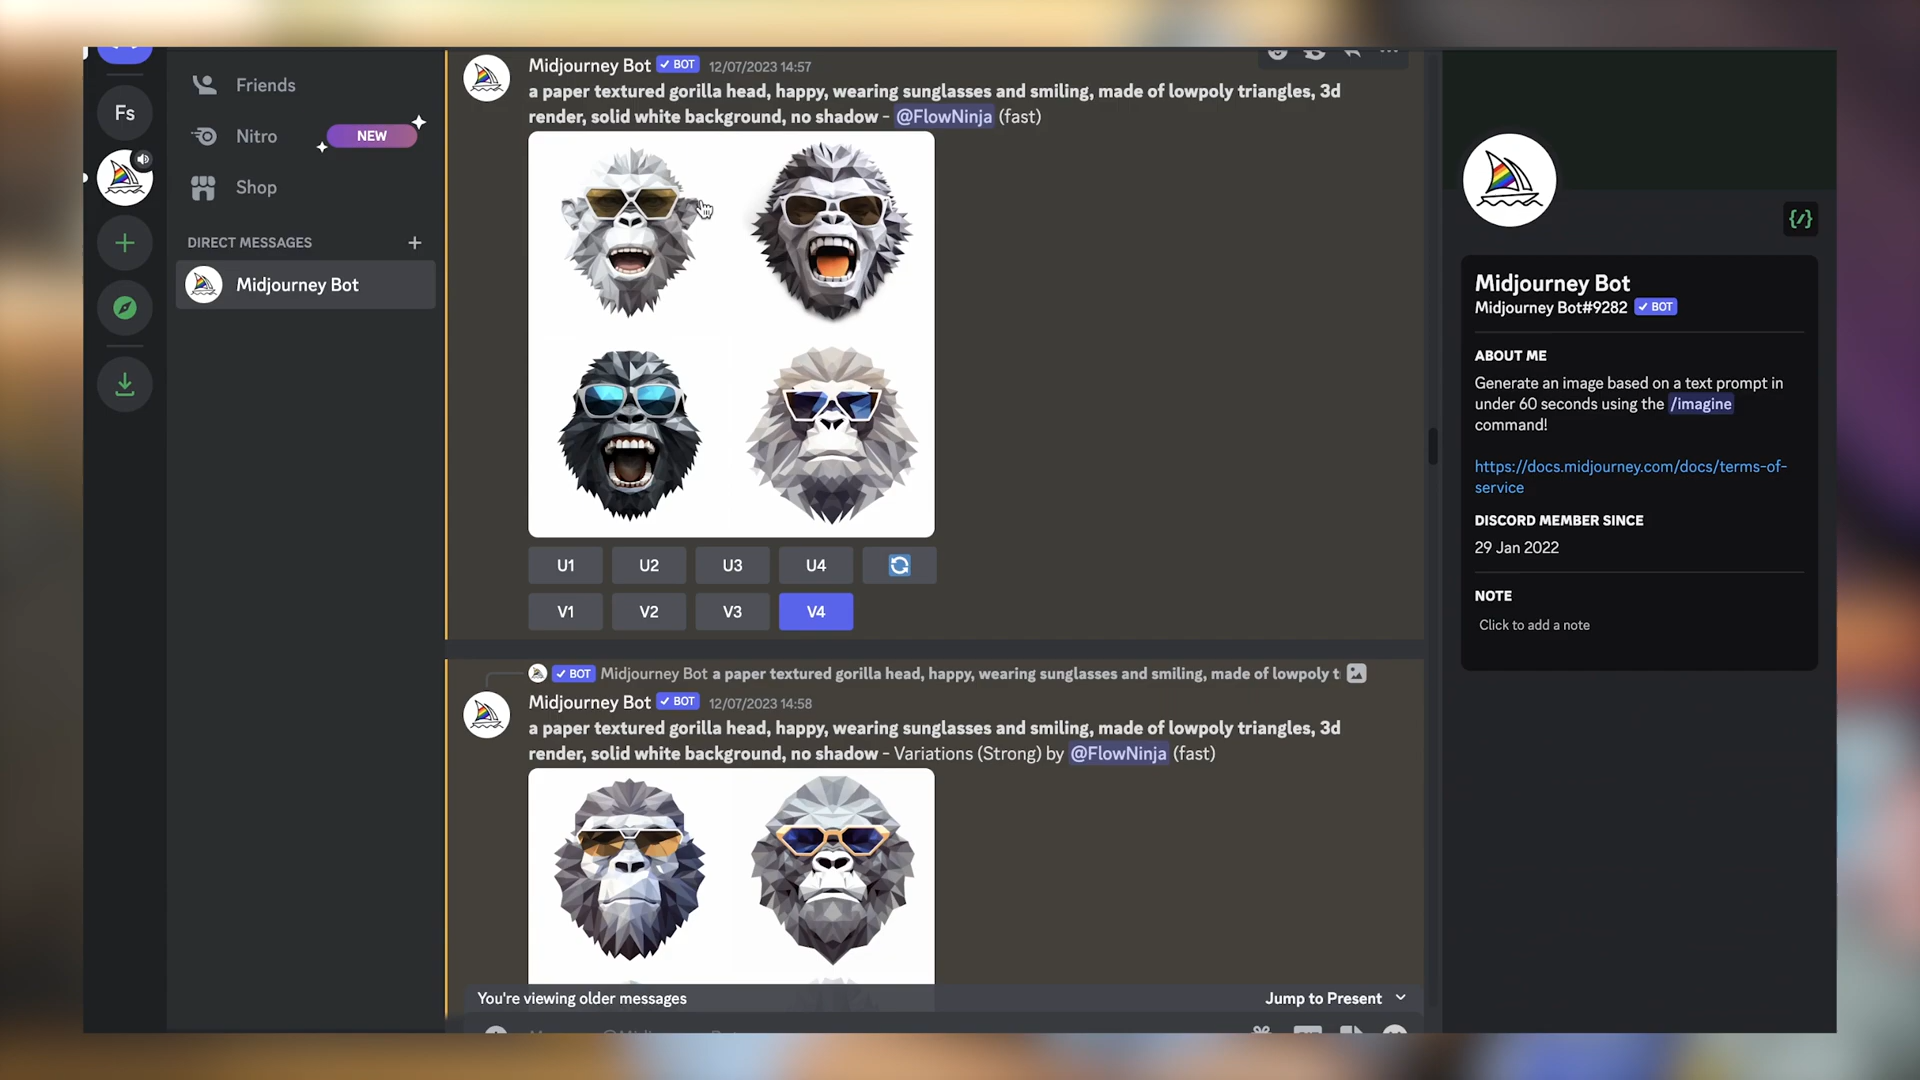 Fs
Friends
Nitro
NEW
Shop
DIRECT MESSAGES
Midjourney Bot
Midjourney Bot BOT 12/07/2023 14:57
a paper textured gorilla head, happy, wearing sunglasses and smiling, made of lowpoly triangles, 3d
render, solid white background, no shadow - @FlowNinja (fast)
U1 U2 U3 U4
V1 V2 V3 V4
BOT Midjourney Bot a paper textured gorilla head, happy, wearing sunglasses and smiling, made of lowpoly t
Midjourney Bot BOT 12/07/2023 14:58
a paper textured gorilla head, happy, wearing sunglasses and smiling, made of lowpoly triangles, 3d
render, solid white background, no shadow - Variations (Strong) by @FlowNinja (fast)
You're viewing older messages
Jump to Present
Midjourney Bot
Midjourney Bot#9282 BOT
ABOUT ME
Generate an image based on a text prompt in
under 60 seconds using the /imagine
command!
https://docs.midjourney.com/docs/terms-of-
service
DISCORD MEMBER SINCE
29 Jan 2022
NOTE
Click to add a note